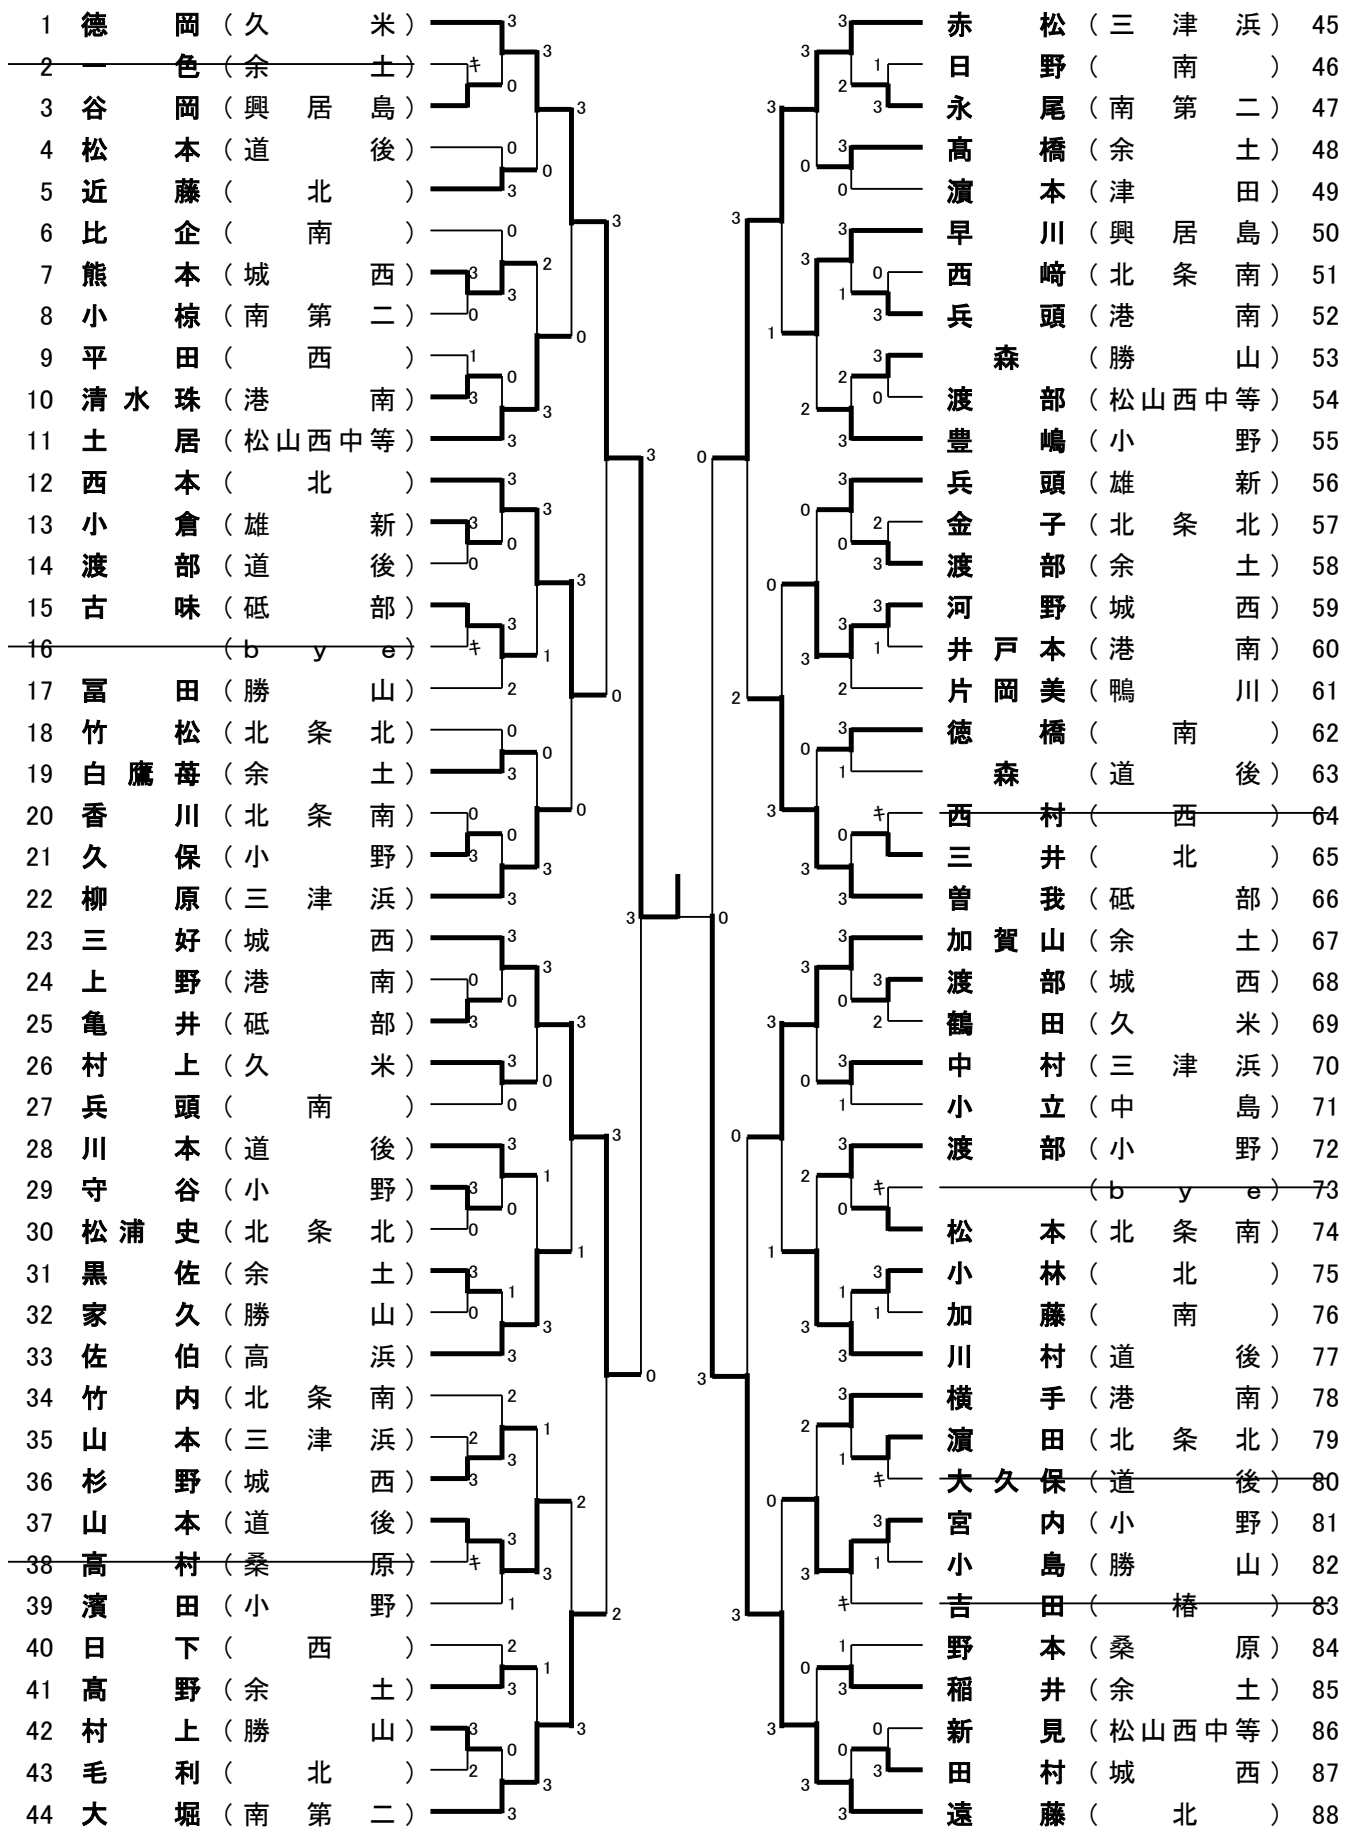 1 德岡（久米）
2 一色（余土）
3 谷岡（興居島）
4 松本（道後）
5 近藤（北）
6 比企（南）
7 熊本（城西）
8 小椋（南第二）
9 平田（西）
10 清水珠（港南）
11 土居（松山西中等）
12 西本（北）
13 小倉（雄新）
14 渡部（道後）
15 古味（砥部）
16 （bye）
17 冨田（勝山）
18 竹松（北条北）
19 白鷹苺（余土）
20 香川（北条南）
21 久保（小野）
22 柳原（三津浜）
23 三好（城西）
24 上野（港南）
25 亀井（砥部）
26 村上（久米）
27 兵頭（南）
28 川本（道後）
29 守谷（小野）
30 松浦史（北条北）
31 黒佐（余土）
32 家久（勝山）
33 佐伯（高浜）
34 竹内（北条南）
35 山本（三津浜）
36 杉野（城西）
37 山本（道後）
38 高村（桑原）
39 濱田（小野）
40 日下（西）
41 髙野（余土）
42 村上（勝山）
43 毛利（北）
44 大堀（南第二）
赤松（三津浜） 45
日野（南） 46
永尾（南第二） 47
髙橋（余土） 48
濵本（津田） 49
早川（興居島） 50
西﨑（北条南） 51
兵頭（港南） 52
森（勝山） 53
渡部（松山西中等） 54
豊嶋（小野） 55
兵頭（雄新） 56
金子（北条北） 57
渡部（余土） 58
河野（城西） 59
井戸本（港南） 60
片岡美（鴨川） 61
徳橋（南） 62
森（道後） 63
西村（西） 64
三井（北） 65
曽我（砥部） 66
加賀山（余土） 67
渡部（城西） 68
鶴田（久米） 69
中村（三津浜） 70
小立（中島） 71
渡部（小野） 72
（bye） 73
松本（北条南） 74
小林（北） 75
加藤（南） 76
川村（道後） 77
横手（港南） 78
濵田（北条北） 79
大久保（道後） 80
宮内（小野） 81
小島（勝山） 82
吉田（椿） 83
野本（桑原） 84
稲井（余土） 85
新見（松山西中等） 86
田村（城西） 87
遠藤（北） 88